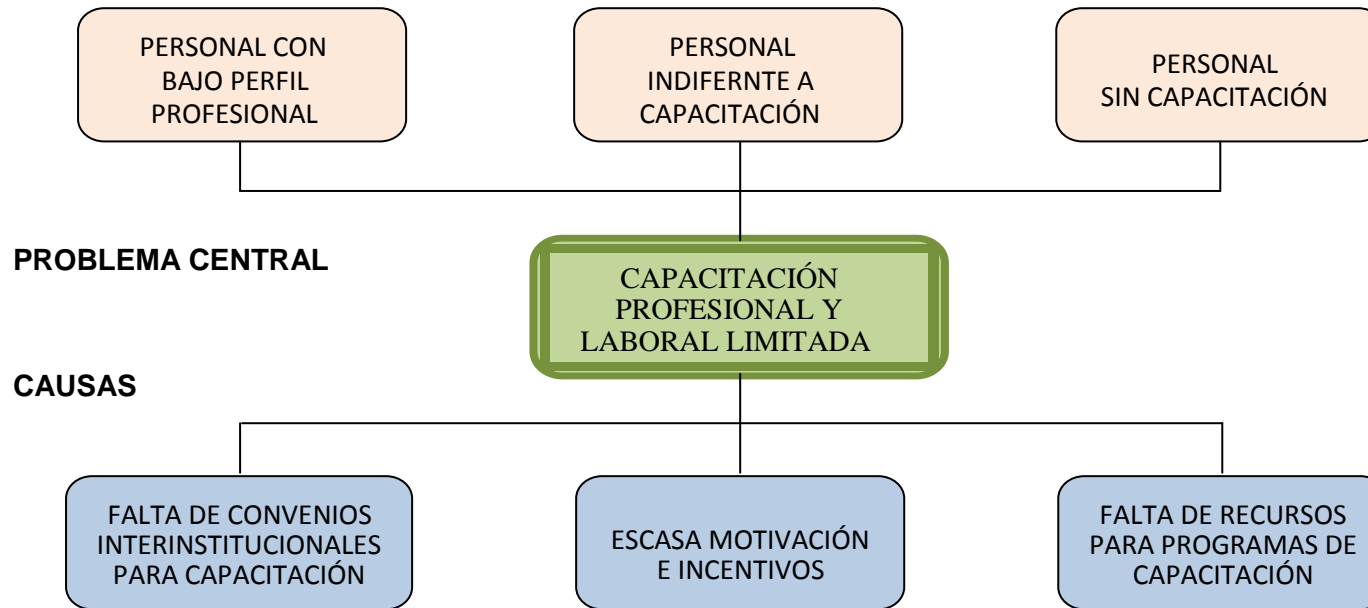 PERSONAL CON
BAJO PERFIL
PROFESIONAL
PERSONAL
INDIFERNTE A
CAPACITACIÓN
PERSONAL
SIN CAPACITACIÓN
PROBLEMA CENTRAL
CAPACITACIÓN
PROFESIONAL Y
LABORAL LIMITADA
CAUSAS
FALTA DE CONVENIOS
INTERINSTITUCIONALES
PARA CAPACITACIÓN
ESCASA MOTIVACIÓN
E INCENTIVOS
FALTA DE RECURSOS
PARA PROGRAMAS DE
CAPACITACIÓN